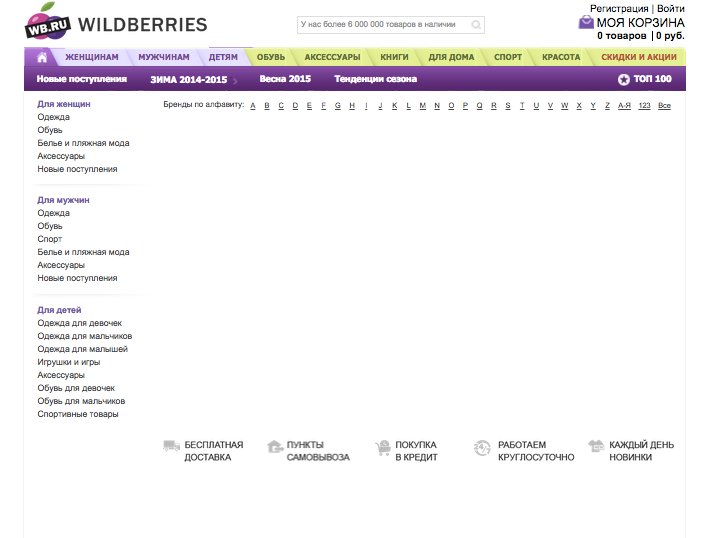 Регистрация | Войти
WB.RU WILDBERRIES
У нас более 6 000 000 товаров в наличии
МОЯ КОРЗИНА
0 товаров | 0 руб.
ЖЕНЩИНАМ МУЖЧИНАМ ДЕТЯМ ОБУВЬ АКСЕССУАРЫ КНИГИ ДЛЯ ДОМА СПОРТ КРАСОТА СКИДКИ И АКЦИИ
Новые поступления ЗИМА 2014-2015 Весна 2015 Тенденции сезона ТОП 100
Бренды по алфавиту: A B C D E F G H I J K L M N O P Q R S T U V W X Y Z А-Я 123 Все
Для женщин
Одежда
Обувь
Белье и пляжная мода
Аксессуары
Новые поступления
Для мужчин
Одежда
Обувь
Спорт
Белье и пляжная мода
Аксессуары
Новые поступления
Для детей
Одежда для девочек
Одежда для мальчиков
Одежда для малышей
Игрушки и игры
Аксессуары
Обувь для девочек
Обувь для мальчиков
Спортивные товары
БЕСПЛАТНАЯ
ДОСТАВКА
ПУНКТЫ
САМОВЫВОЗА
ПОКУПКА
В КРЕДИТ
24/7
РАБОТАЕМ
КРУГЛОСУТОЧНО
КАЖДЫЙ ДЕНЬ
НОВИНКИ